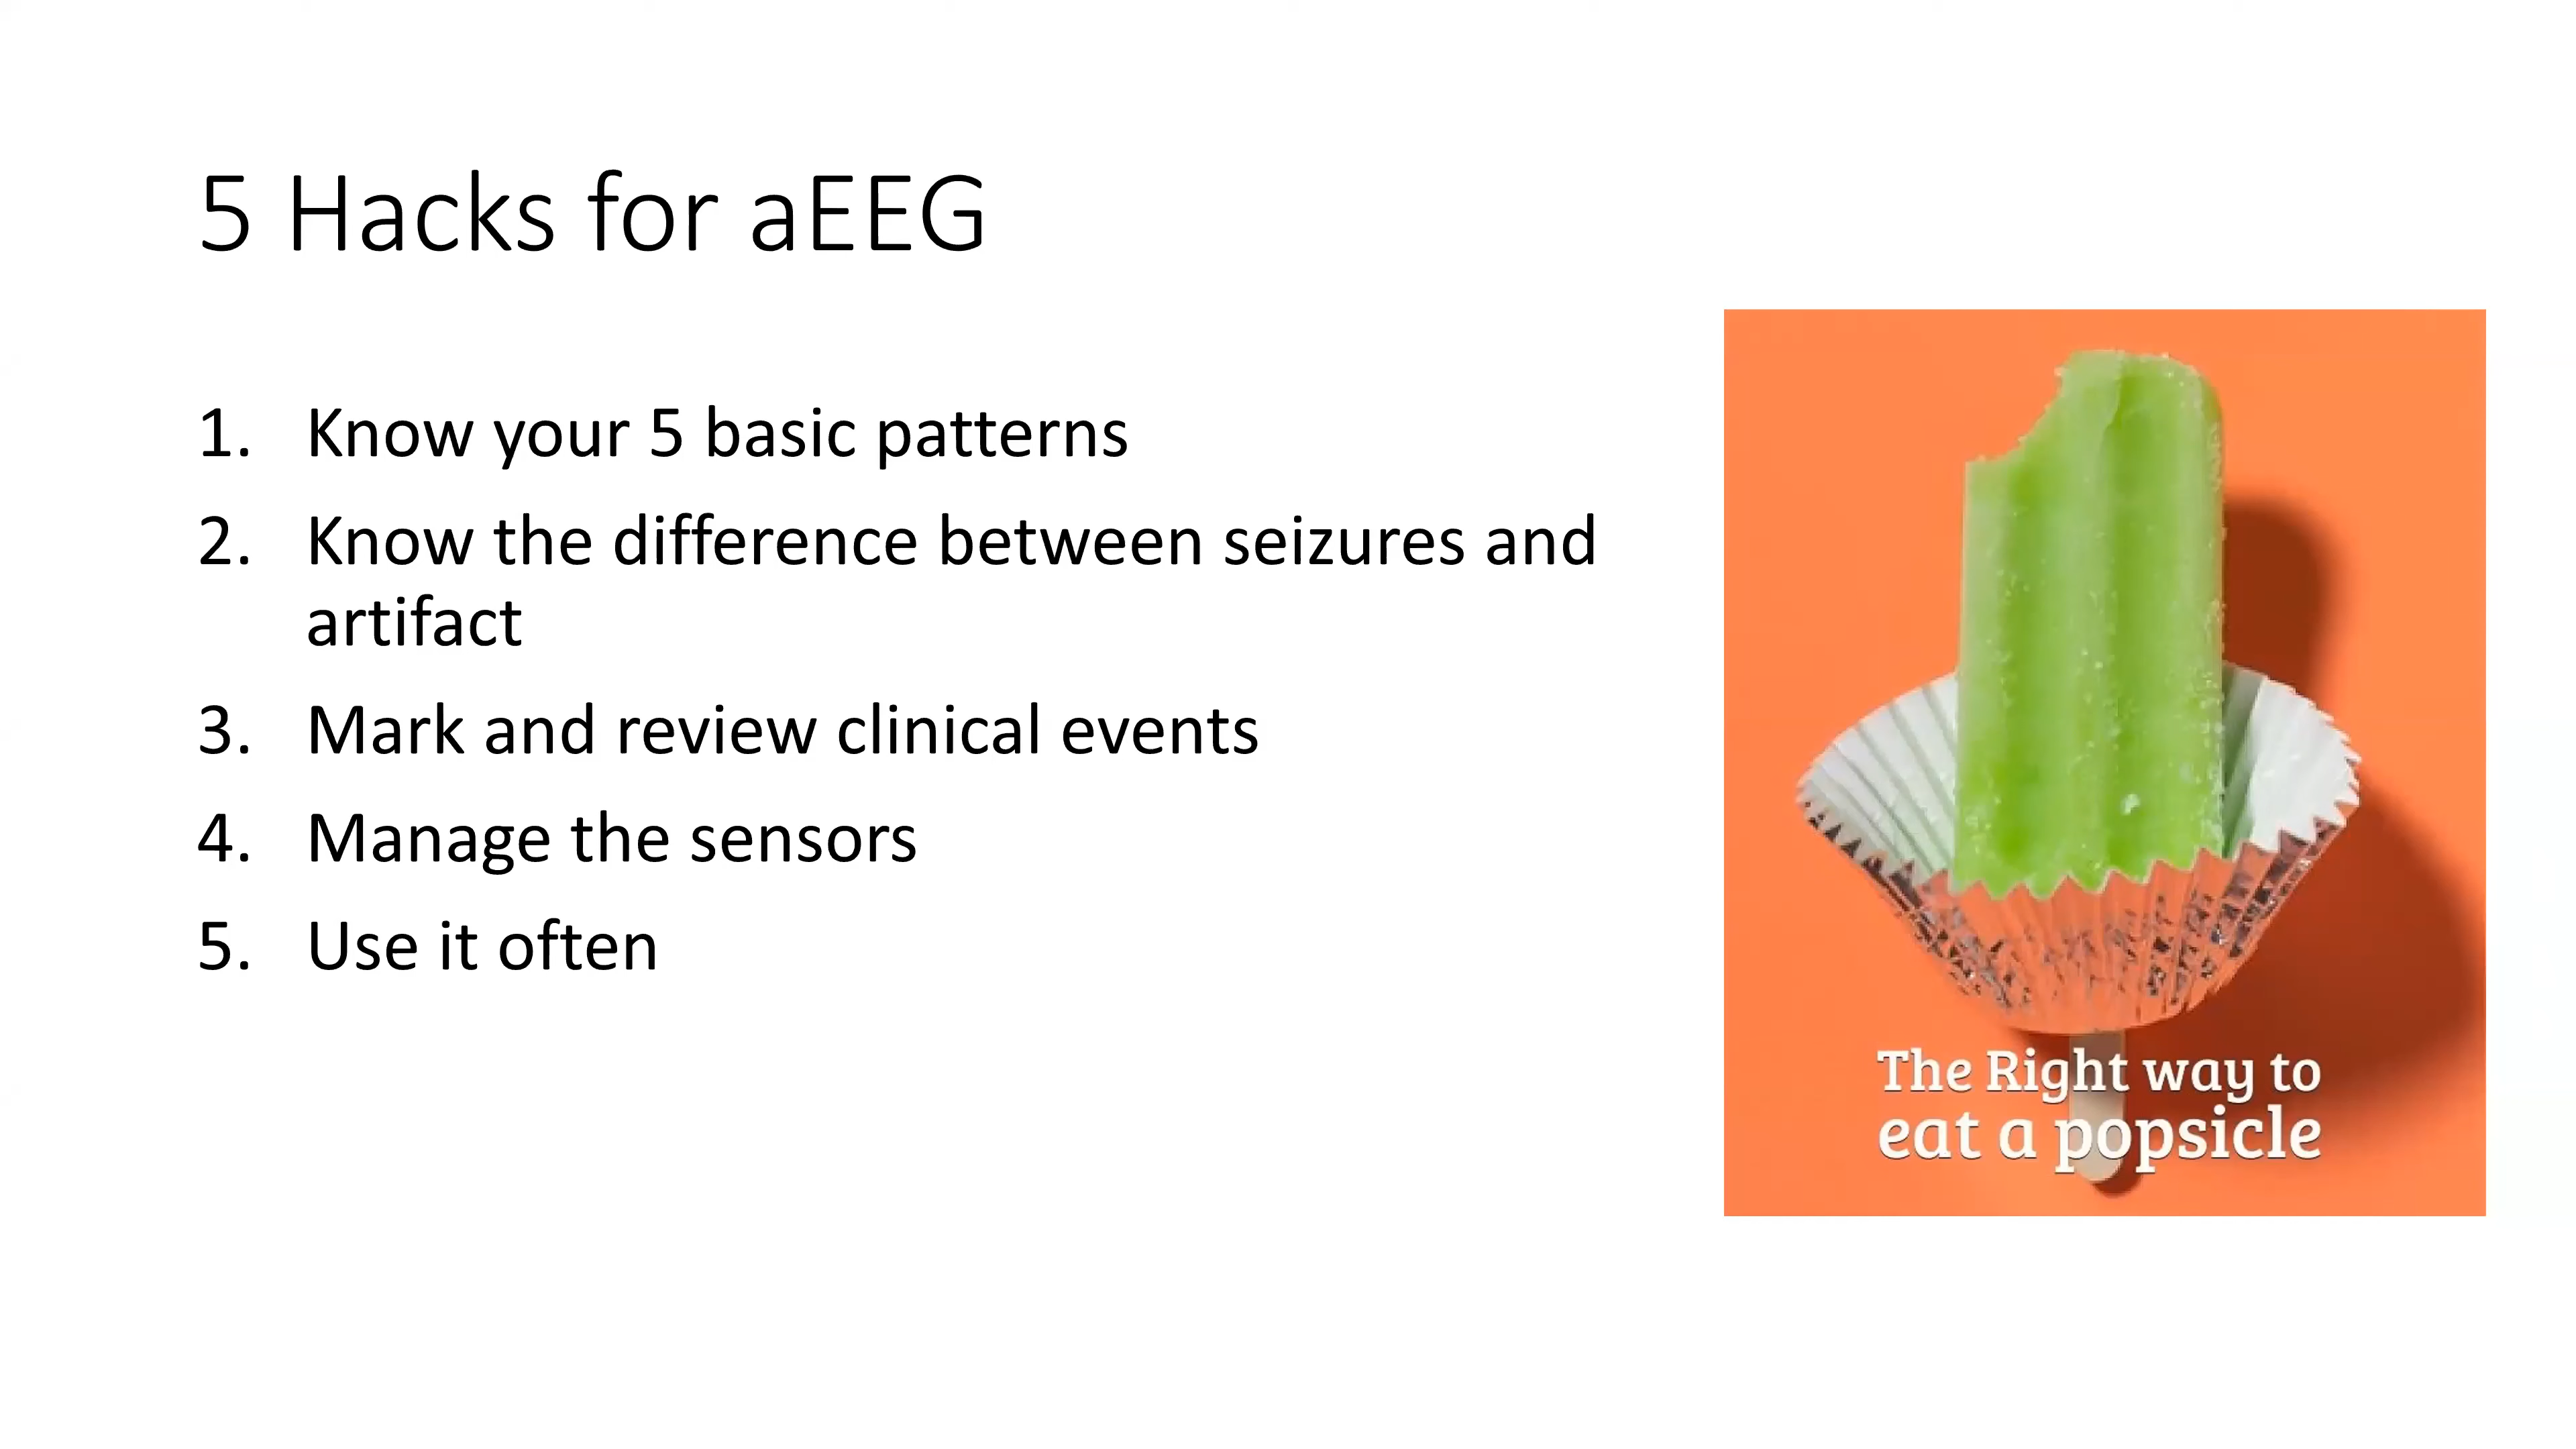 5 Hacks for aEEG
1. Know your 5 basic patterns
2. Know the difference between seizures and
artifact
3. Mark and review clinical events
4. Manage the sensors
5. Use it often
The Right way to
eat a popsicle